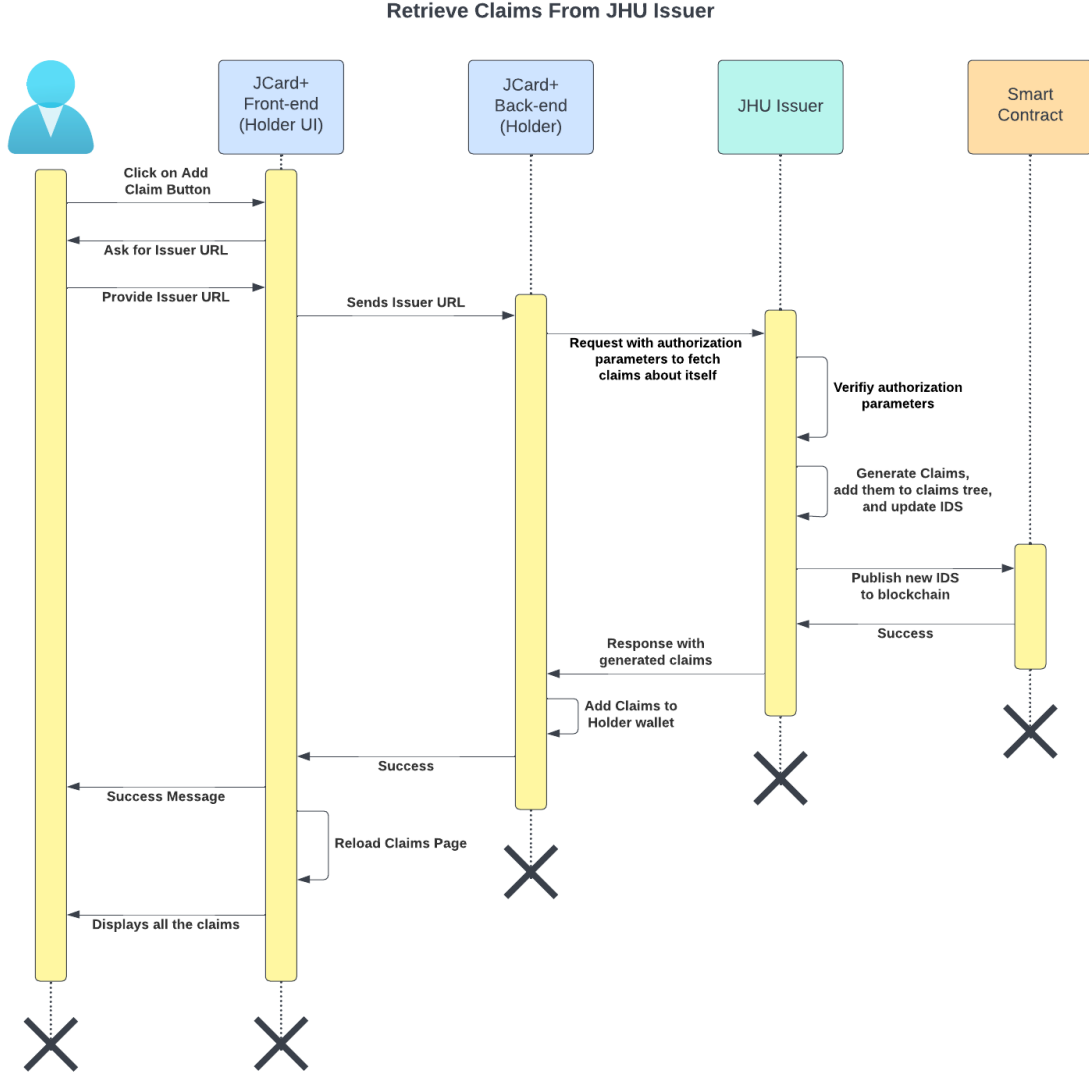 Retrieve Claims From JHU Issuer
JCard+
Front-end
(Holder UI)
JCard+
Back-end
(Holder)
JHU Issuer
Smart
Contract
Click on Add
Claim Button
Ask for Issuer URL
Provide Issuer URL
Sends Issuer URL
Request with authorization
parameters to fetch
claims about itself
Verifiy authorization
parameters
Generate Claims,
add them to claims tree,
and update IDS
Publish new IDS
to blockchain
Success
Response with
generated claims
Add Claims to
Holder wallet
Success
Success Message
Reload Claims Page
Displays all the claims